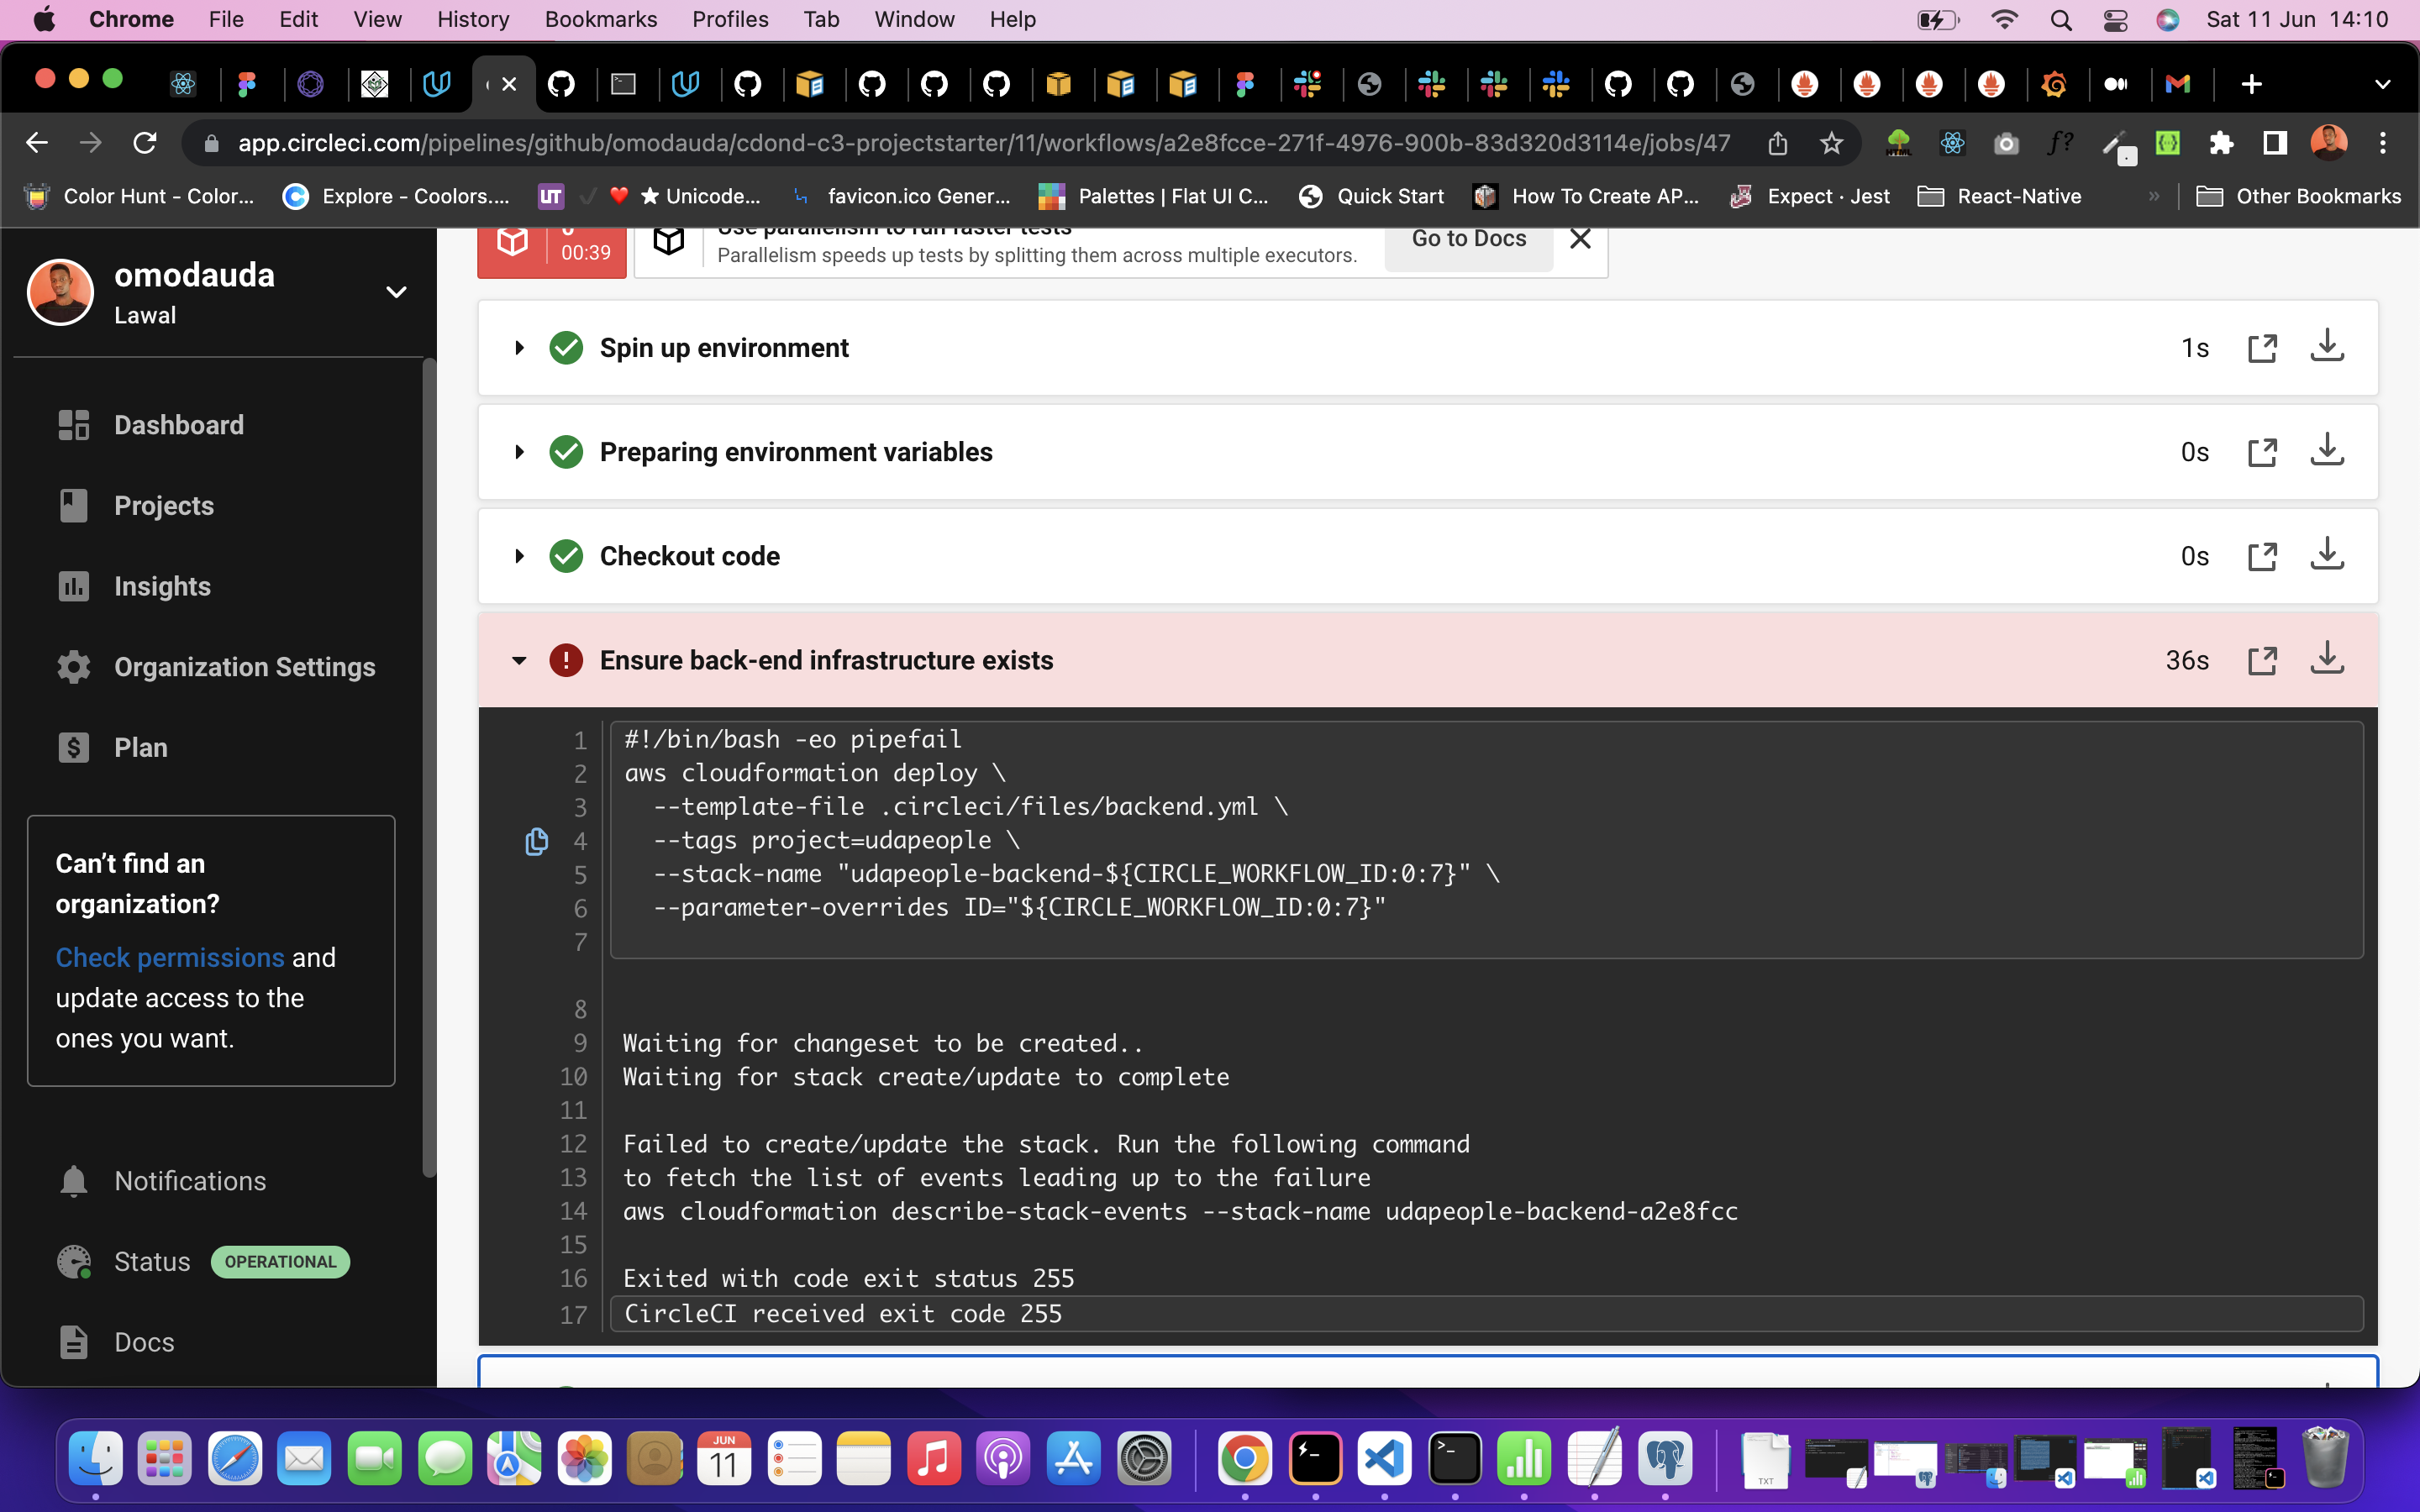 Chrome File Edit View History Bookmarks Profiles Tab Window Help Sat 11 Jun 14:10
app.circleci.com/pipelines/github/omodauda/cdond-c3-projectstarter/11/workflows/a2e8fcce-271f-4976-900b-83d320d3114e/jobs/47
Color Hunt - Color... Explore - Coolors.... UT ★ Unicode... favicon.ico Gener... Palettes | Flat UI C... Quick Start How To Create AP... Expect · Jest React-Native » Other Bookmarks
omodauda
Lawal
Dashboard
Projects
Insights
Organization Settings
Plan
Can't find an
organization?
Check permissions and
update access to the
ones you want.
Notifications
Status OPERATIONAL
Docs
00:39
Use parallelism to run faster tests
Parallelism speeds up tests by splitting them across multiple executors.
Go to Docs
Spin up environment 1s
Preparing environment variables 0s
Checkout code 0s
Ensure back-end infrastructure exists 36s
1 #!/bin/bash -eo pipefail
2 aws cloudformation deploy \
3 --template-file .circleci/files/backend.yml \
4 --tags project=udapeople \
5 --stack-name "udapeople-backend-${CIRCLE_WORKFLOW_ID:0:7}" \
6 --parameter-overrides ID="${CIRCLE_WORKFLOW_ID:0:7}"
7
8
9 Waiting for changeset to be created..
10 Waiting for stack create/update to complete
11
12 Failed to create/update the stack. Run the following command
13 to fetch the list of events leading up to the failure
14 aws cloudformation describe-stack-events --stack-name udapeople-backend-a2e8fcc
15
16 Exited with code exit status 255
17 CircleCI received exit code 255
JUN
11
TXT